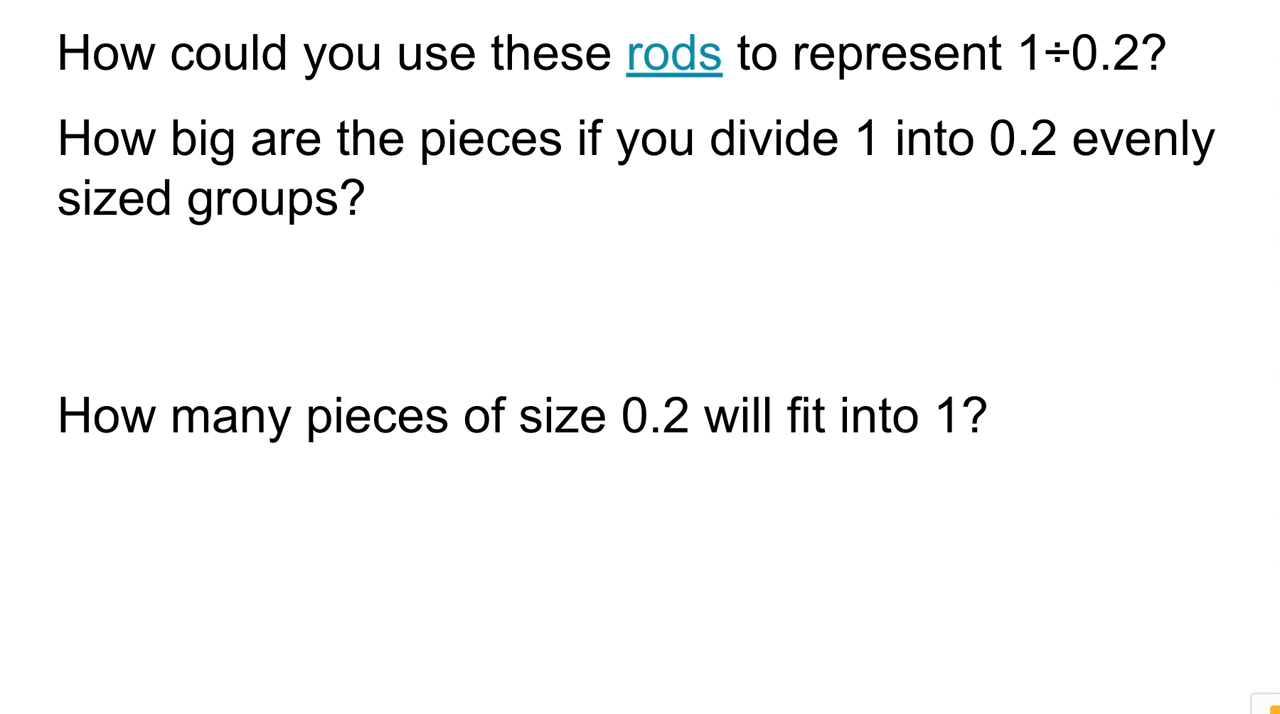 How could you use these rods to represent 1÷0.2?
How big are the pieces if you divide 1 into 0.2 evenly
sized groups?
How many pieces of size 0.2 will fit into 1?